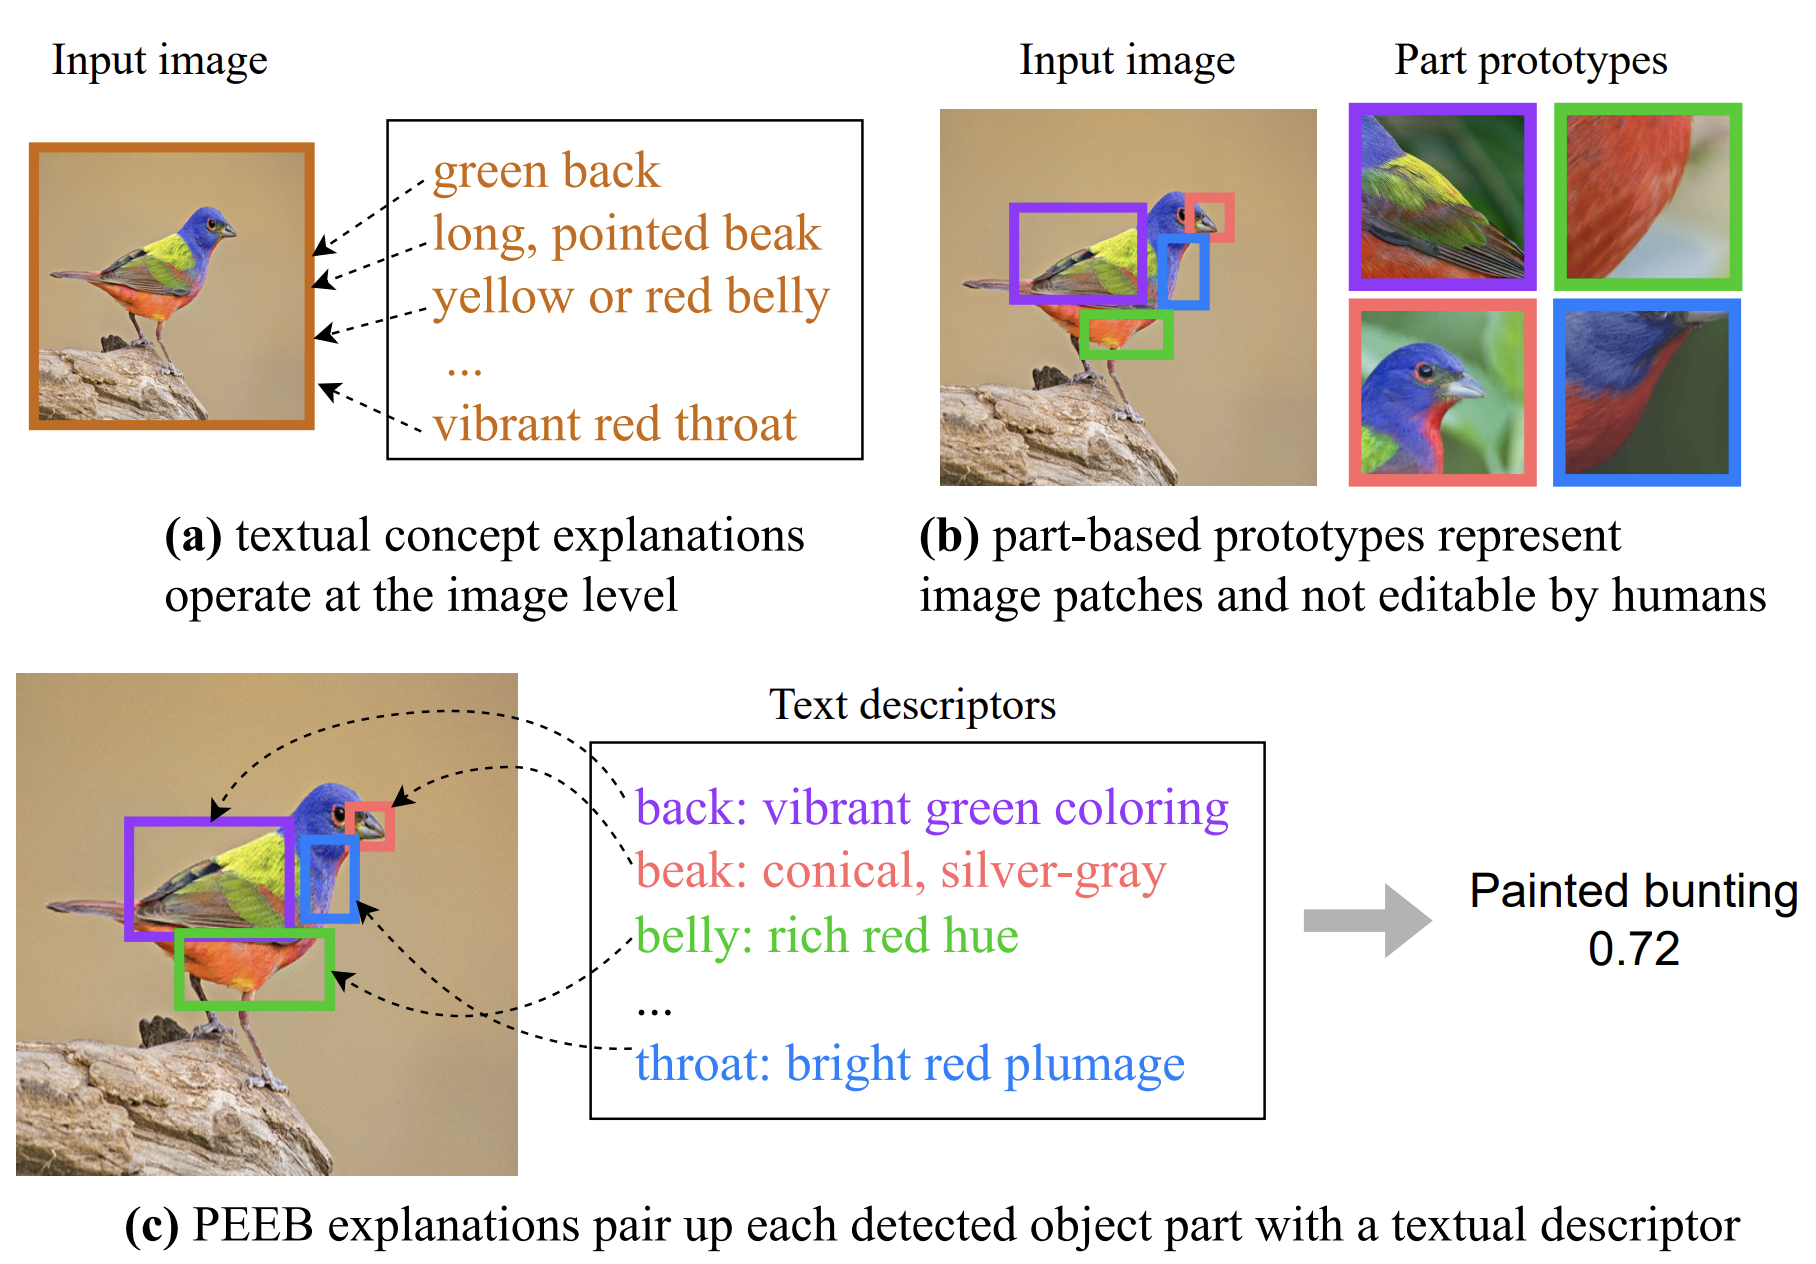 Input image
green back
long, pointed beak
yellow or red belly
...
vibrant red throat
(a) textual concept explanations
operate at the image level
Input image
Part prototypes
(b) part-based prototypes represent
image patches and not editable by humans
Text descriptors
back: vibrant green coloring
beak: conical, silver-gray
belly: rich red hue
...
throat: bright red plumage
Painted bunting
0.72
(c) PEEB explanations pair up each detected object part with a textual descriptor